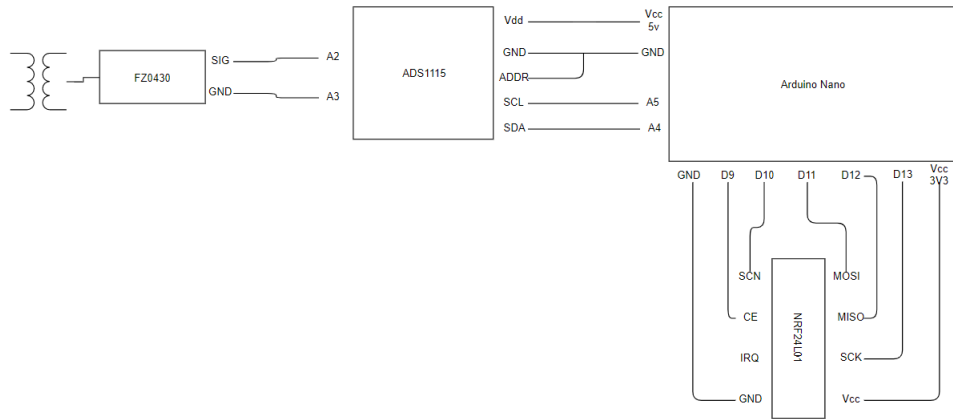 Vdd
Vcc
5v
SIG
A2
GND
GND
FZ0430
ADS1115
ADDR
Arduino Nano
GND
A3
SCL
A5
SDA
A4
GND
D9
D10
D11
D12
D13
Vcc
3V3
SCN
MOSI
NRF24L01
CE
MISO
IRQ
SCK
GND
Vcc